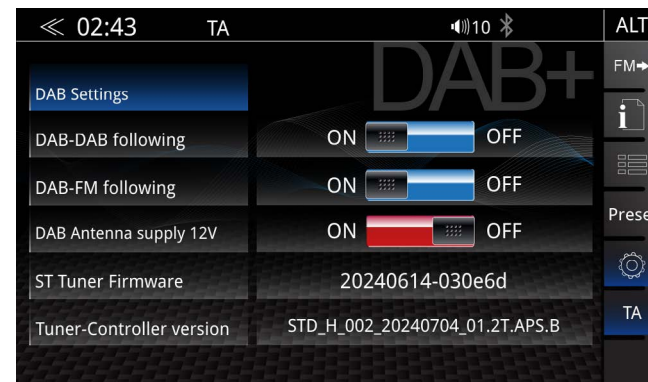 ≪ 02:43 TA 10 ALT
DAB+
FM➔
DAB Settings
i
DAB-DAB following ON OFF
DAB-FM following ON OFF
Prese
DAB Antenna supply 12V ON OFF
ST Tuner Firmware 20240614-030e6d
TA
Tuner-Controller version STD_H_002_20240704_01.2T.APS.B